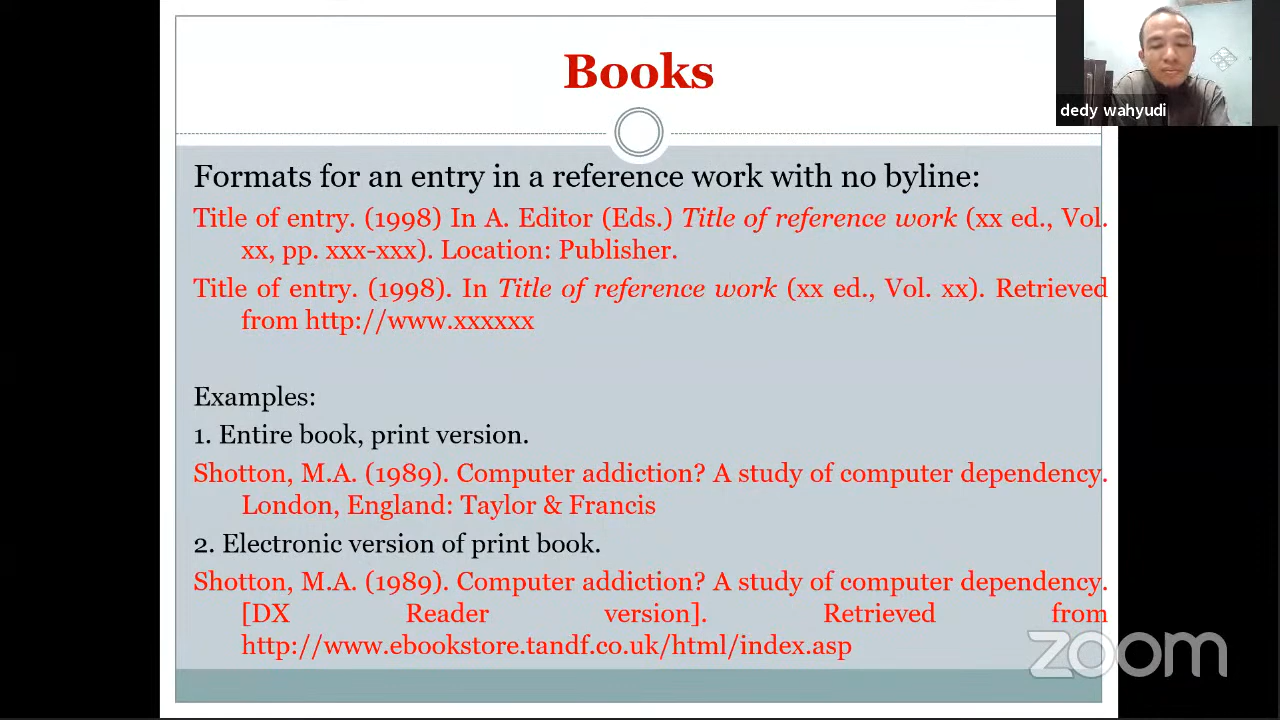 Books
dedy wahyudi
Formats for an entry in a reference work with no byline:
Title of entry. (1998) In A. Editor (Eds.) Title of reference work (xx ed., Vol.
xx, pp. xxx-xxx). Location: Publisher.
Title of entry. (1998). In Title of reference work (xx ed., Vol. xx). Retrieved
from http://www.xxxxxx
Examples:
1. Entire book, print version.
Shotton, M.A. (1989). Computer addiction? A study of computer dependency.
London, England: Taylor & Francis
2. Electronic version of print book.
Shotton, M.A. (1989). Computer addiction? A study of computer dependency.
[DX Reader version]. Retrieved from
http://www.ebookstore.tandf.co.uk/html/index.asp
zoom